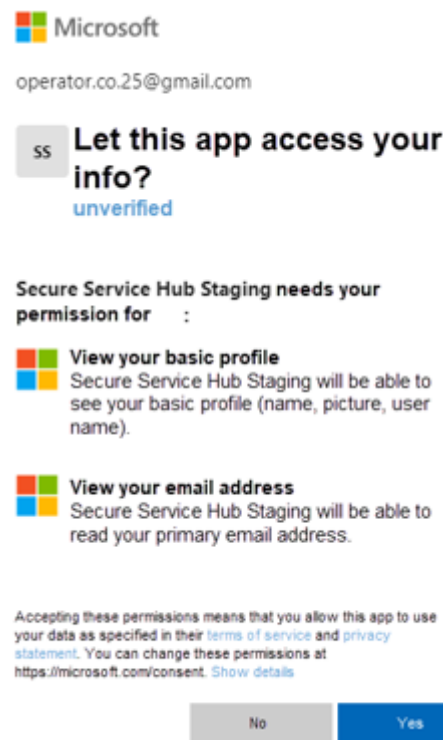 Microsoft
operator.co.25@gmail.com
SS
Let this app access your
info?
unverified
Secure Service Hub Staging needs your
permission for :
View your basic profile
Secure Service Hub Staging will be able to
see your basic profile (name, picture, user
name).
View your email address
Secure Service Hub Staging will be able to
read your primary email address.
Accepting these permissions means that you allow this app to use
your data as specified in their terms of service and privacy
statement. You can change these permissions at
https://microsoft.com/consent. Show details
No Yes